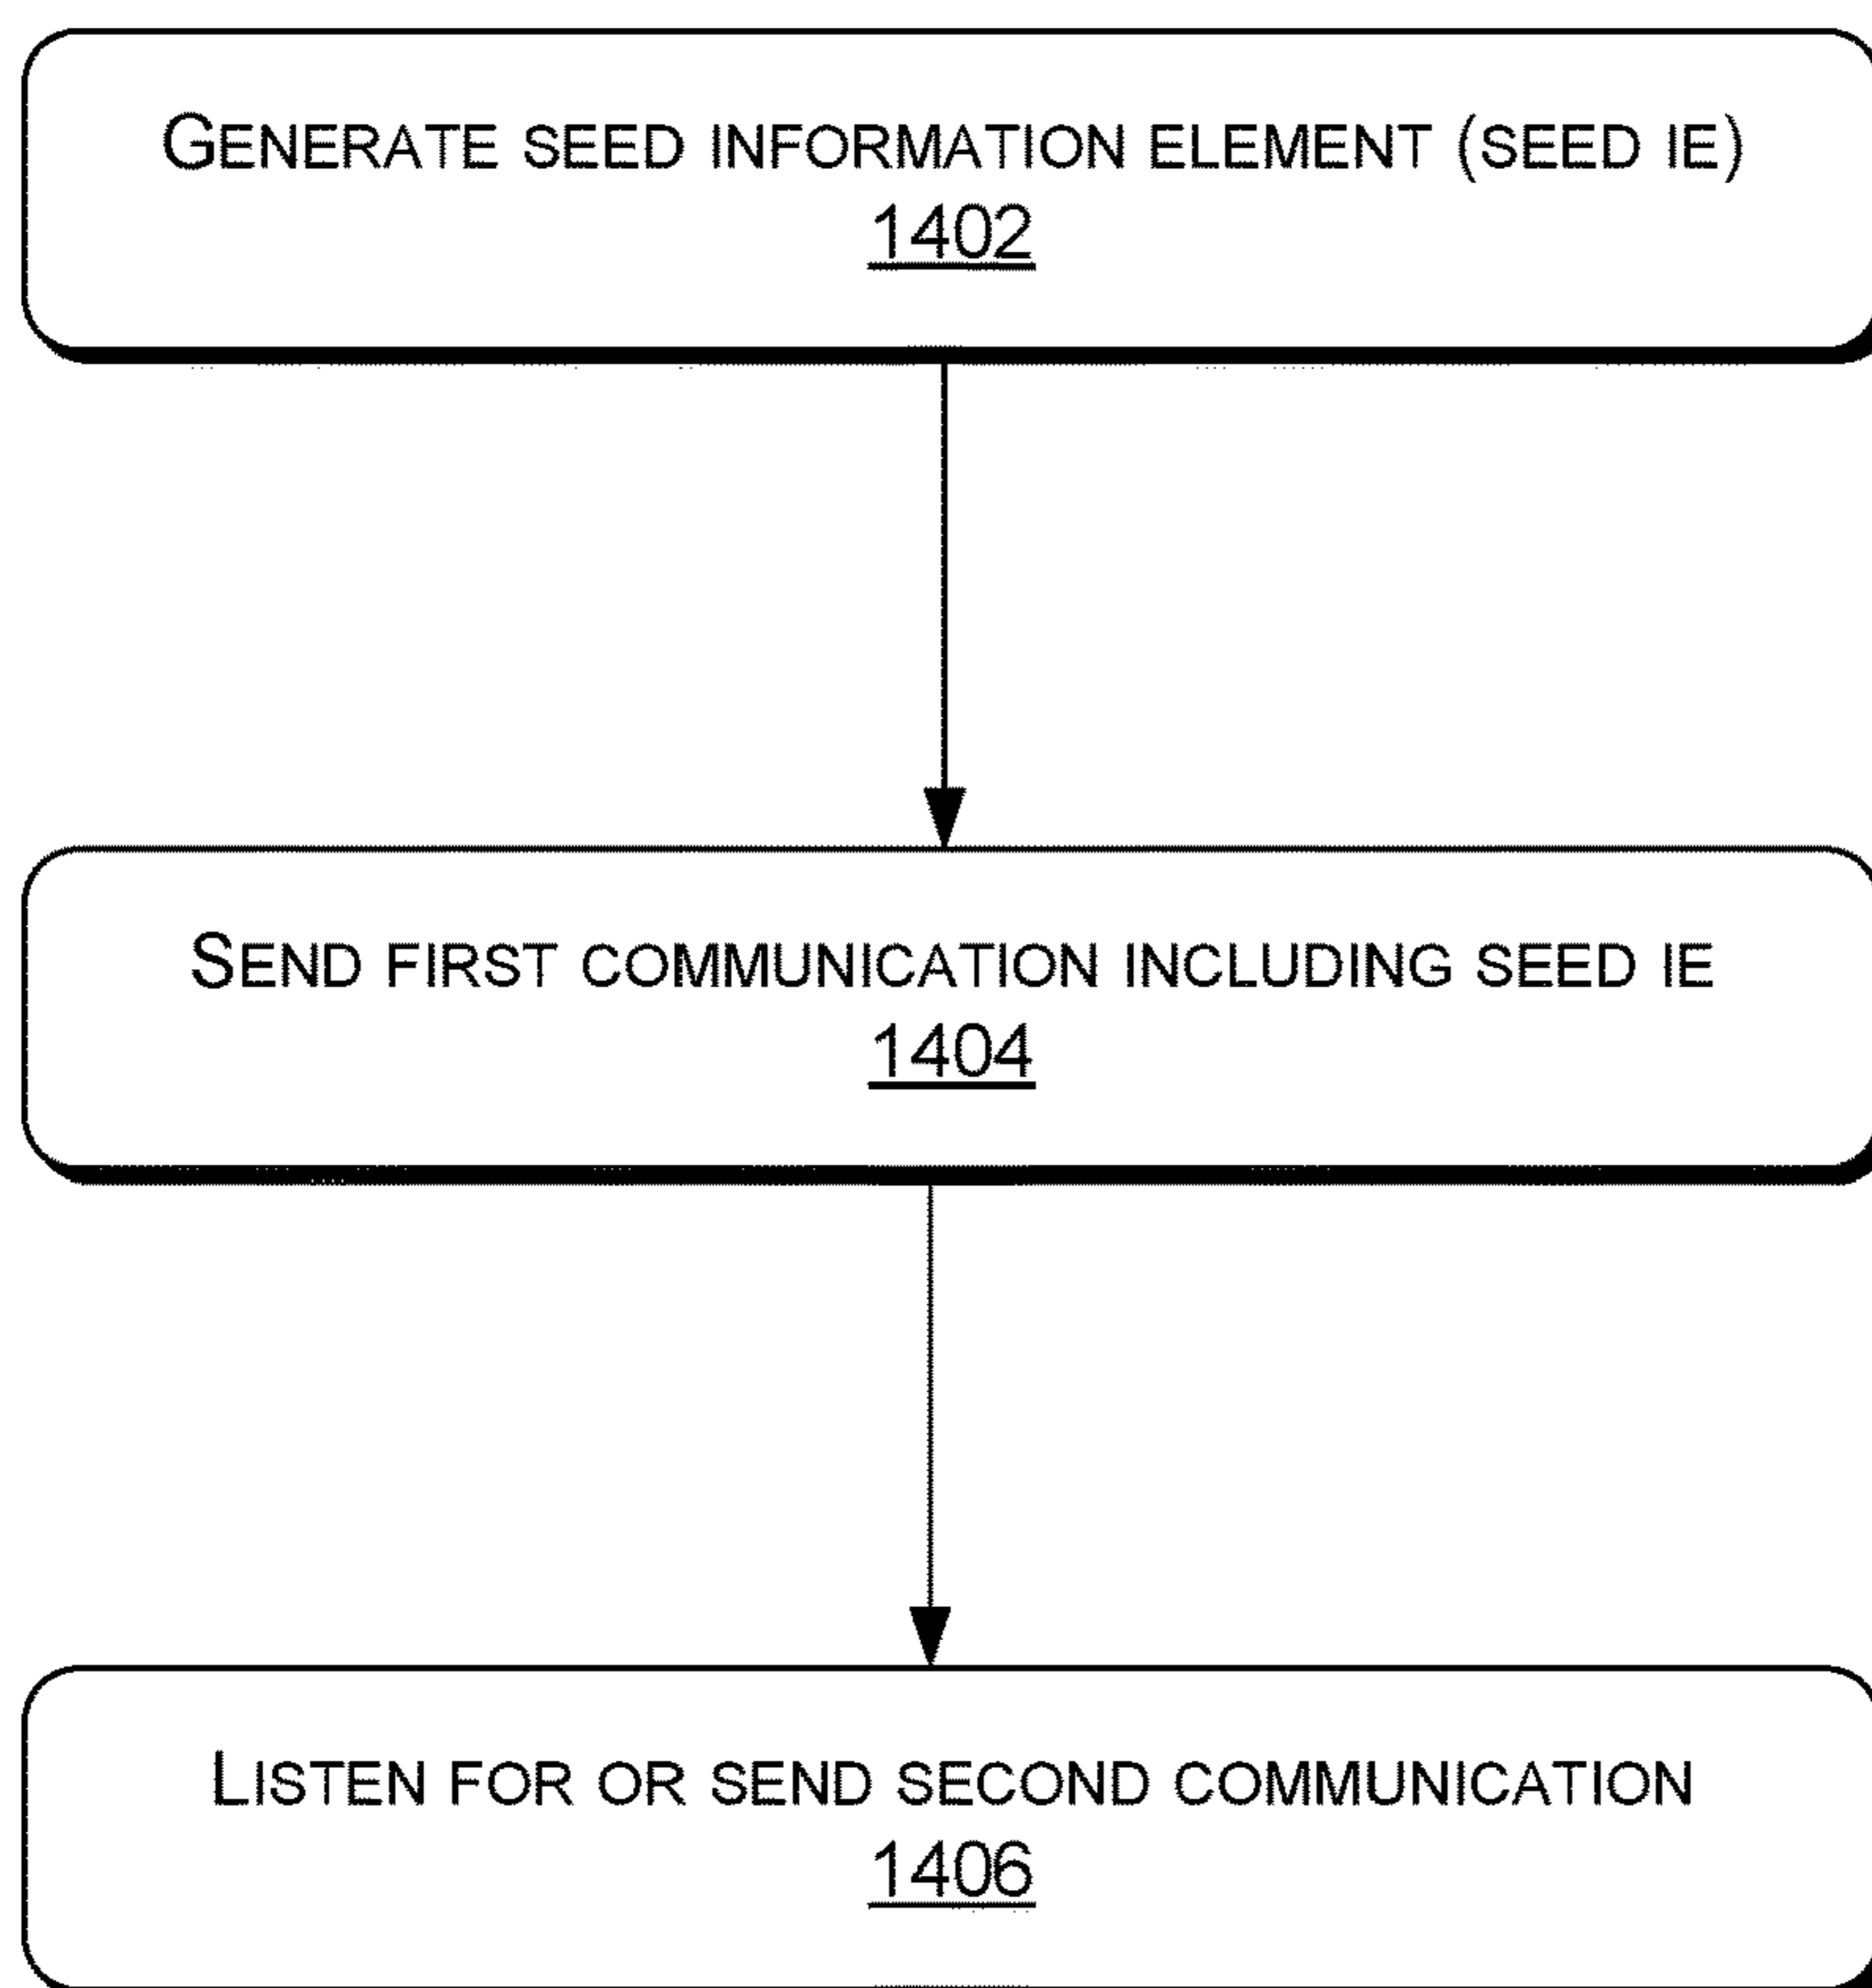 GENERATE SEED INFORMATION ELEMENT (SEED IE)
1402
SEND FIRST COMMUNICATION INCLUDING SEED IE
1404
LISTEN FOR OR SEND SECOND COMMUNICATION
1406